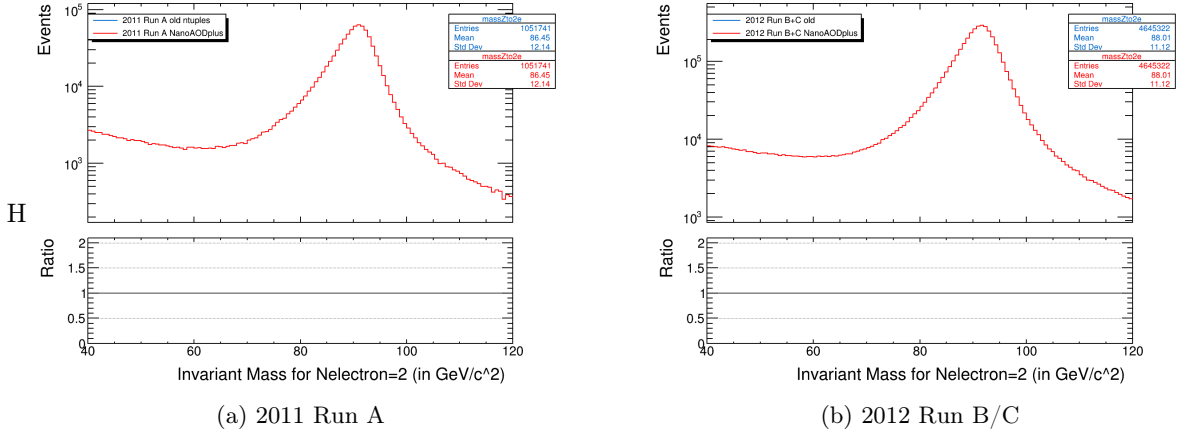 Events
10^5
10^4
10^3
2011 Run A old ntuples
2011 Run A NanoAODplus
massZto2e
Entries 1051741
Mean 86.45
Std Dev 12.14
massZto2e
Entries 1051741
Mean 86.45
Std Dev 12.14
H
Ratio
2
1.5
1
0.5
0
40 60 80 100 120
Invariant Mass for Nelectron=2 (in GeV/c^2)
(a) 2011 Run A
Events
10^5
10^4
10^3
2012 Run B+C old
2012 Run B+C NanoAODplus
massZto2e
Entries 4645322
Mean 88.01
Std Dev 11.12
massZto2e
Entries 4645322
Mean 88.01
Std Dev 11.12
Ratio
2
1.5
1
0.5
0
40 60 80 100 120
Invariant Mass for Nelectron=2 (in GeV/c^2)
(b) 2012 Run B/C